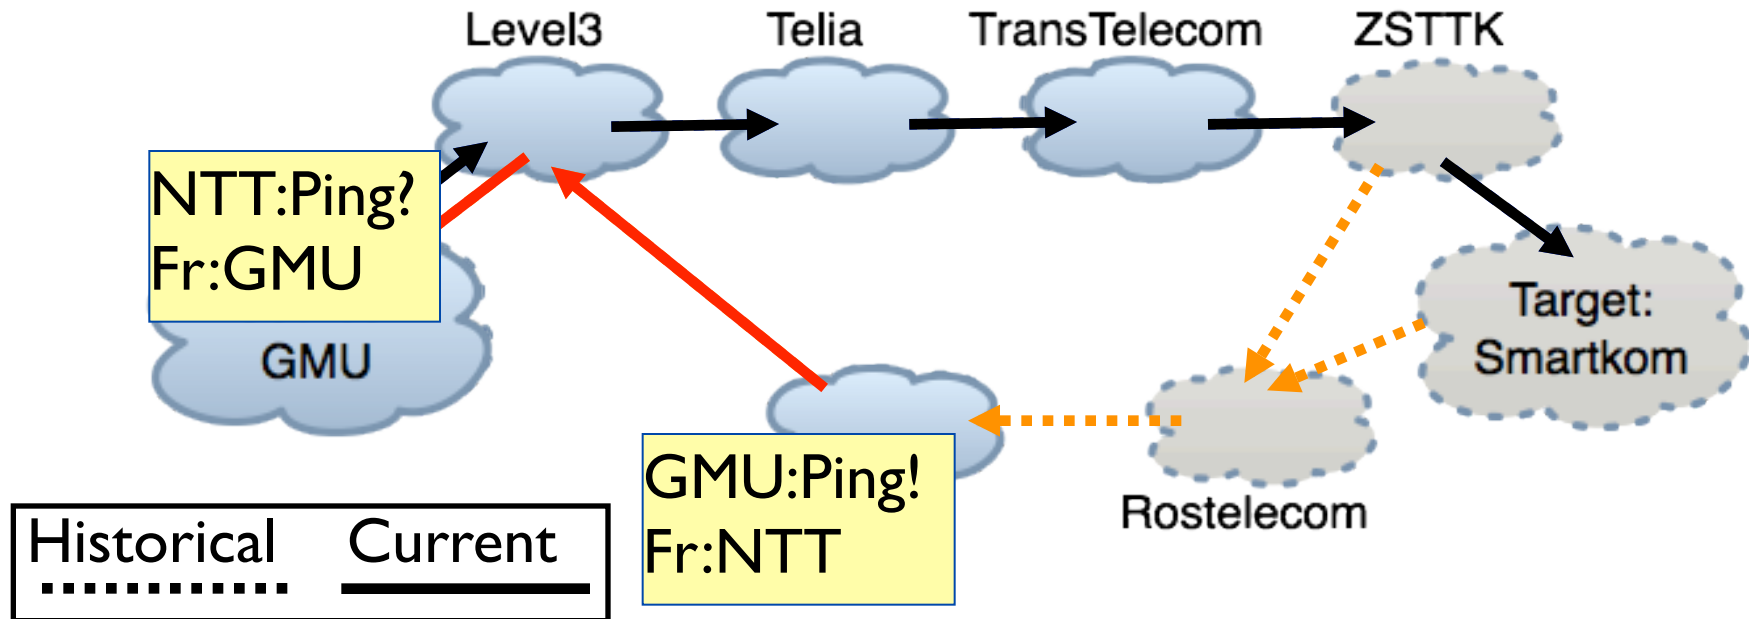 Level3
Telia
TransTelecom
ZSTTK
NTT:Ping?
Fr:GMU
GMU
Target:
Smartkom
GMU:Ping!
Fr:NTT
Rostelecom
Historical
Current